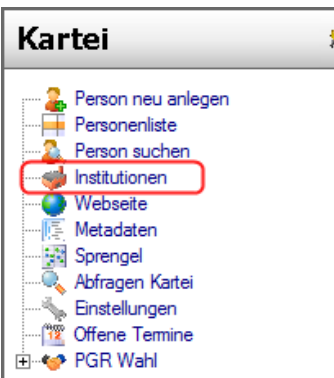 Kartei
Person neu anlegen
Personenliste
Person suchen
Institutionen
Webseite
Metadaten
Sprengel
Abfragen Kartei
Einstellungen
Offene Termine
PGR Wahl